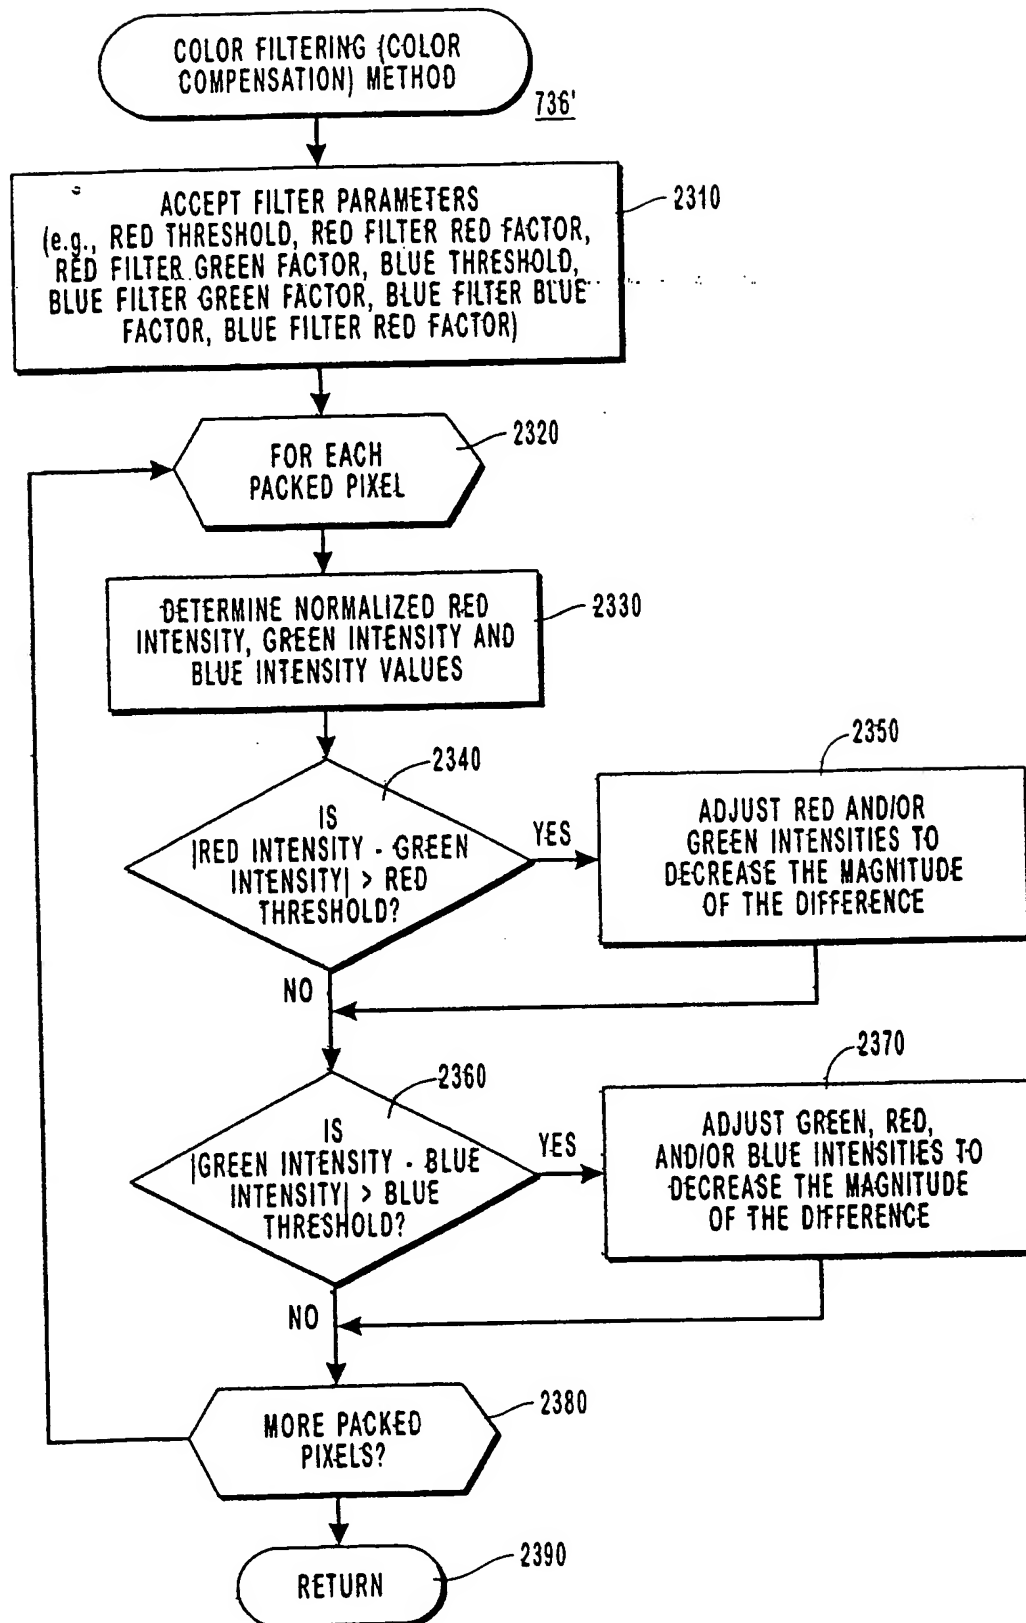 COLOR FILTERING (COLOR
COMPENSATION) METHOD
736'
ACCEPT FILTER PARAMETERS
(e.g., RED THRESHOLD, RED FILTER RED FACTOR,
RED FILTER GREEN FACTOR, BLUE THRESHOLD,
BLUE FILTER GREEN FACTOR, BLUE FILTER BLUE
FACTOR, BLUE FILTER RED FACTOR)
2310
FOR EACH
PACKED PIXEL
2320
DETERMINE NORMALIZED RED
INTENSITY, GREEN INTENSITY AND
BLUE INTENSITY VALUES
2330
2340
IS
|RED INTENSITY - GREEN
INTENSITY| > RED
THRESHOLD?
YES
NO
2350
ADJUST RED AND/OR
GREEN INTENSITIES TO
DECREASE THE MAGNITUDE
OF THE DIFFERENCE
2360
IS
|GREEN INTENSITY - BLUE
INTENSITY| > BLUE
THRESHOLD?
YES
NO
2370
ADJUST GREEN, RED,
AND/OR BLUE INTENSITIES TO
DECREASE THE MAGNITUDE
OF THE DIFFERENCE
MORE PACKED
PIXELS?
2380
RETURN
2390